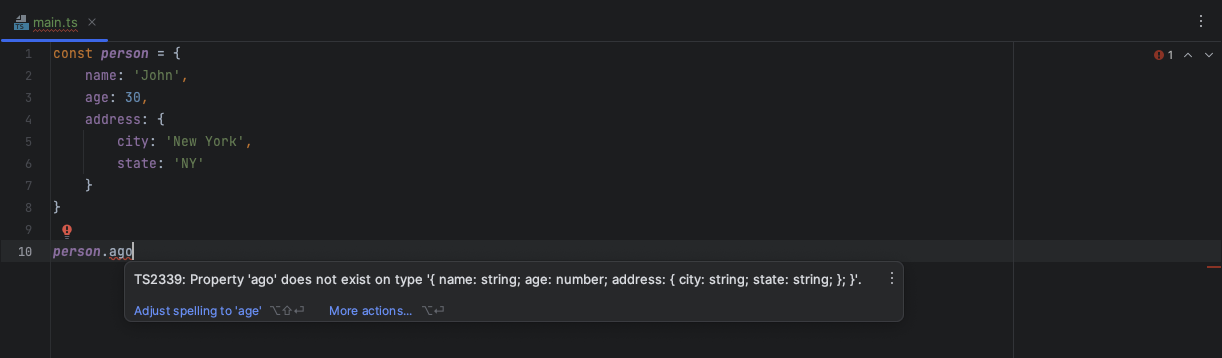 TS main.ts ×
1 const person = {
1
2 name: 'John',
3 age: 30,
4 address: {
5 city: 'New York',
6 state: 'NY'
7 }
8 }
9
10 person.ago
TS2339: Property 'ago' does not exist on type '{ name: string; age: number; address: { city: string; state: string; }; }'.
Adjust spelling to 'age' ⌥⇧⏎ More actions... ⌥⏎